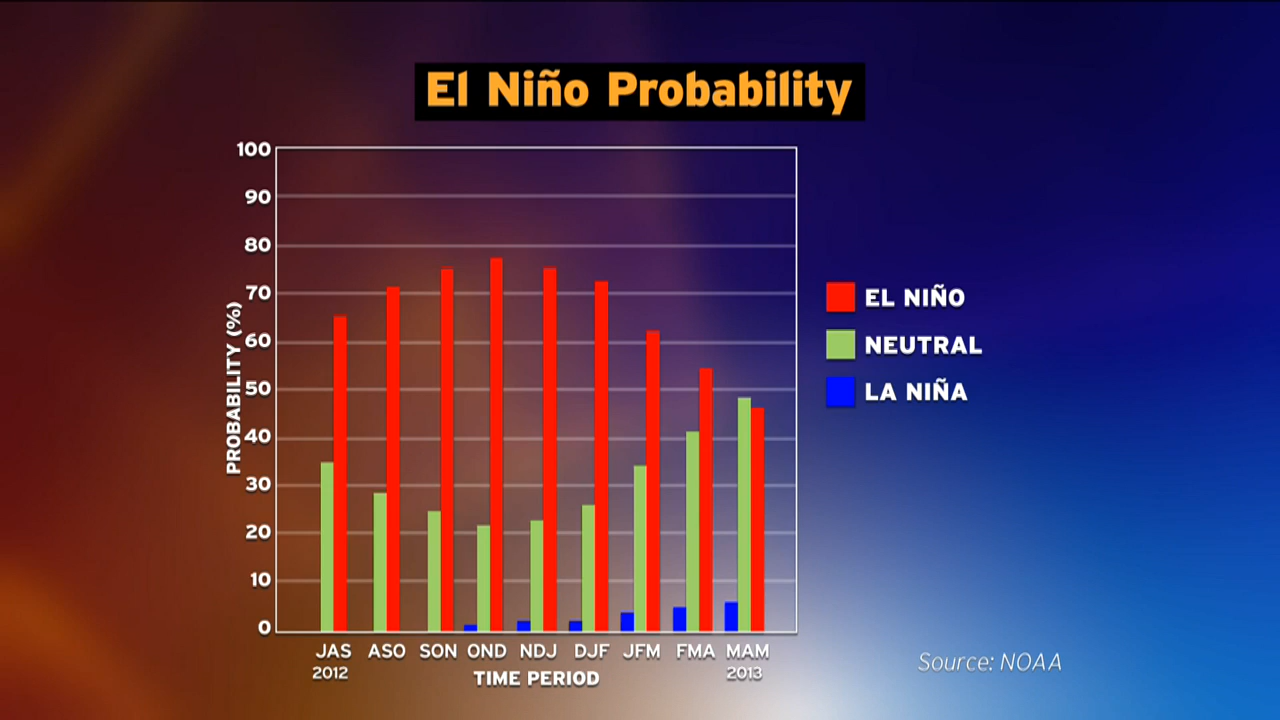 El Niño Probability
100
90
80
70
60
50
40
30
20
10
0
PROBABILITY (%)
JAS ASO SON OND NDJ DJF JFM FMA MAM
2012 2013
TIME PERIOD
EL NIÑO
NEUTRAL
LA NIÑA
Source: NOAA